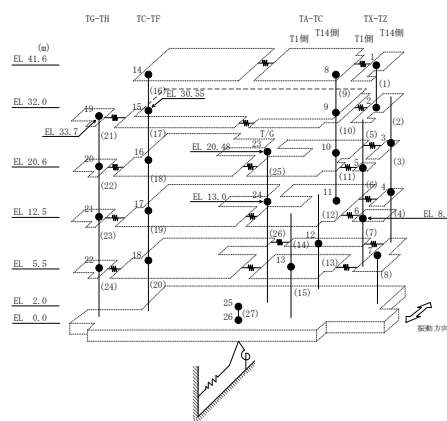 TG-TH TC-TF TA-TC TX-TZ
T1側 T14側 T1側 T14側
(m)
EL 41.6
14 8 1
(16) (9) (1)
EL 30.55
EL 32.0
19 15 9 2
(2)
EL 33.7
(21) (17) T/G (10)
EL 20.48 23 (5) 3
EL 20.6
20 16 10 5 (3)
(22) (18) (25) (11)
EL 13.0 24 (6) 4
11
EL 12.5
21 17 (12) 6 (4) EL 8.
(23) (19) (26) (14) 12 (7)
EL 5.5
22 18 13 (13) 7
(24) (20) (15) (8)
EL 2.0
25
EL 0.0
26 (27)
振動方向